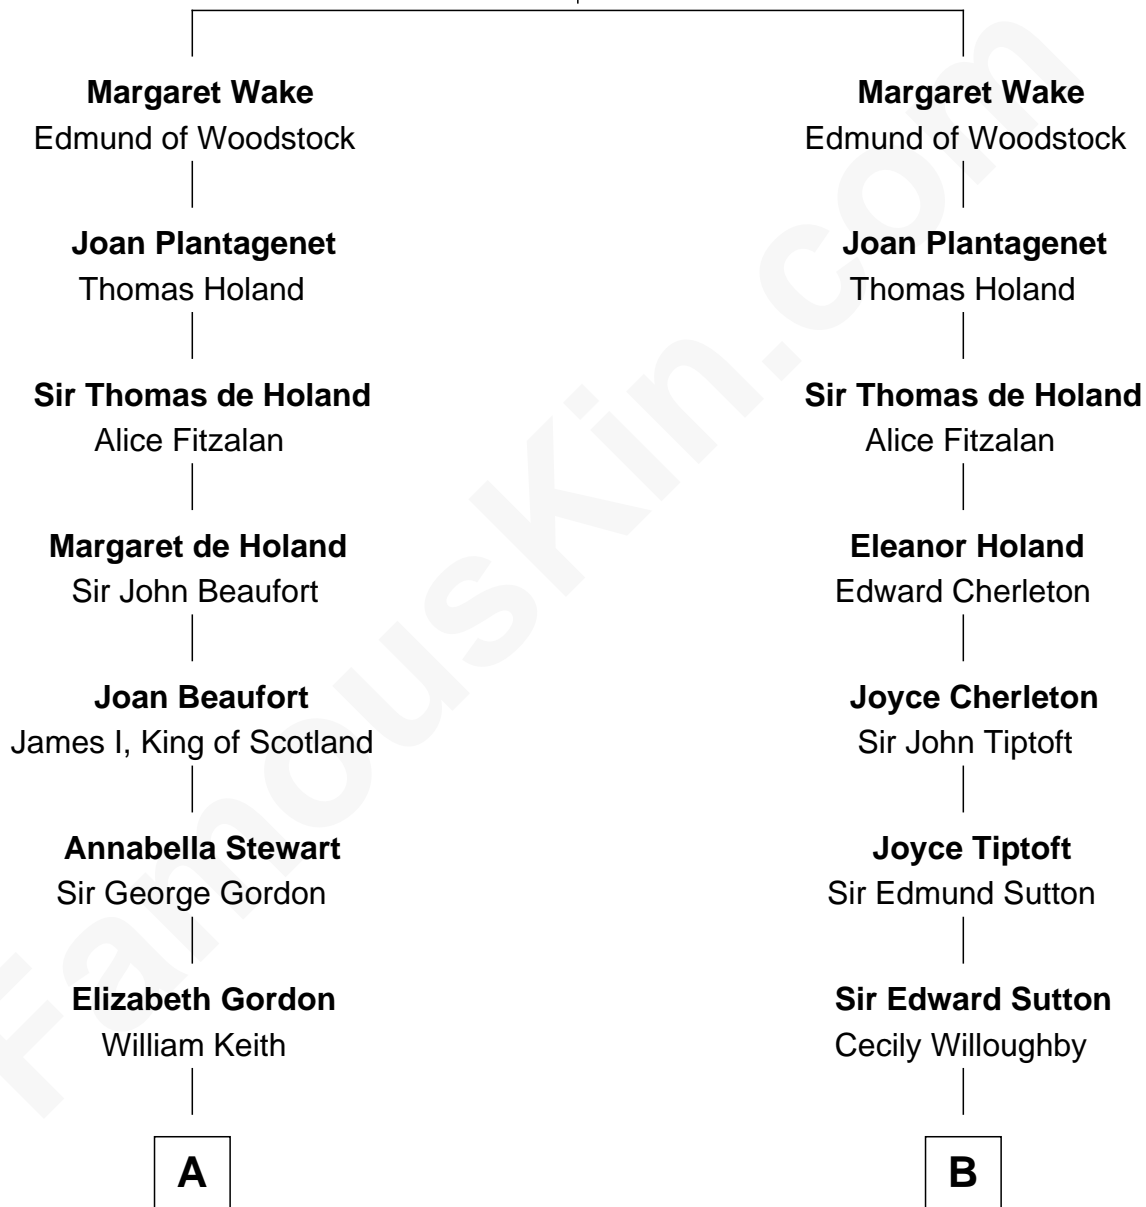 Margaret Wake
Edmund of Woodstock
Joan Plantagenet
Thomas Holand
Sir Thomas de Holand
Alice Fitzalan
Margaret de Holand
Sir John Beaufort
Joan Beaufort
James I, King of Scotland
Annabella Stewart
Sir George Gordon
Elizabeth Gordon
William Keith
A
Margaret Wake
Edmund of Woodstock
Joan Plantagenet
Thomas Holand
Sir Thomas de Holand
Alice Fitzalan
Eleanor Holand
Edward Cherleton
Joyce Cherleton
Sir John Tiptoft
Joyce Tiptoft
Sir Edmund Sutton
Sir Edward Sutton
Cecily Willoughby
B
FamousKin.com